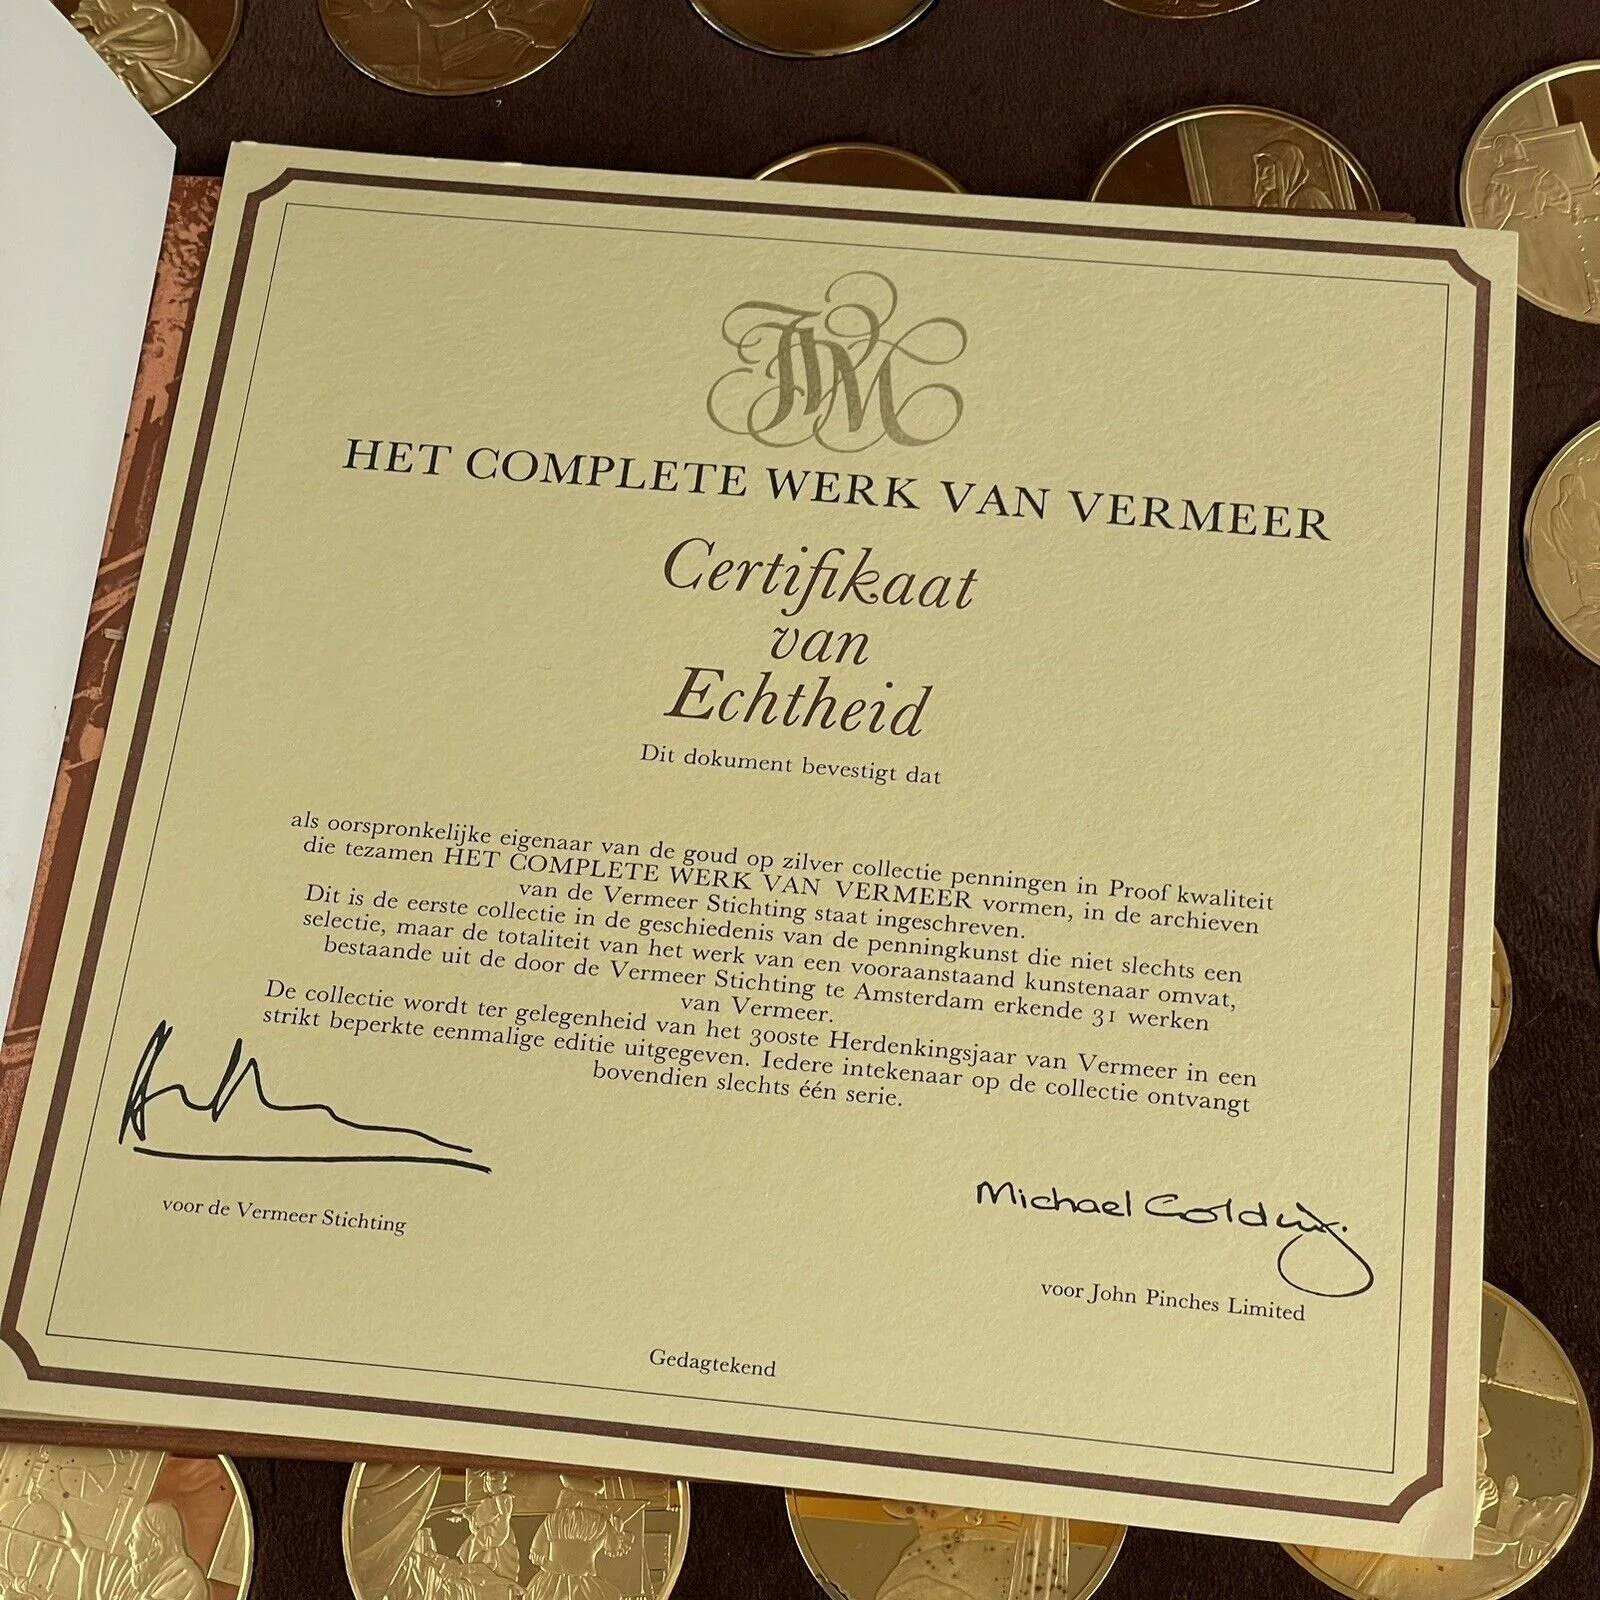 HET COMPLETE WERK VAN VERMEER
Certifikaat
van
Echtheid
Dit dokument bevestigt dat
als oorspronkelijke eigenaar van de goud op zilver collectie penningen in Proof kwaliteit
die tezamen HET COMPLETE WERK VAN VERMEER vormen, in de archieven
van de Vermeer Stichting staat ingeschreven.
Dit is de eerste collectie in de geschiedenis van de penningkunst die niet slechts een
selectie, maar de totaliteit van het werk van een vooraanstaand kunstenaar omvat,
bestaande uit de door de Vermeer Stichting te Amsterdam erkende 31 werken
van Vermeer.
De collectie wordt ter gelegenheid van het 300ste Herdenkingsjaar van Vermeer in een
strikt beperkte eenmalige editie uitgegeven. Iedere intekenaar op de collectie ontvangt
bovendien slechts één serie.
voor de Vermeer Stichting
Michael Golding.
voor John Pinches Limited
Gedagtekend